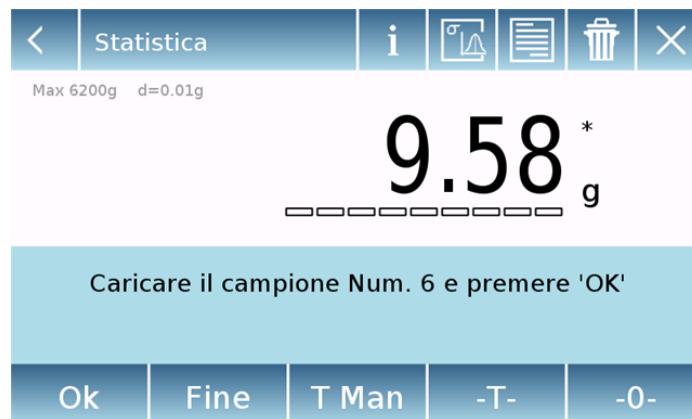 Statistica
i
σ
Max 6200g d=0.01g
9.58 *
g
Caricare il campione Num. 6 e premere 'OK'
Ok Fine T Man -T- -0-